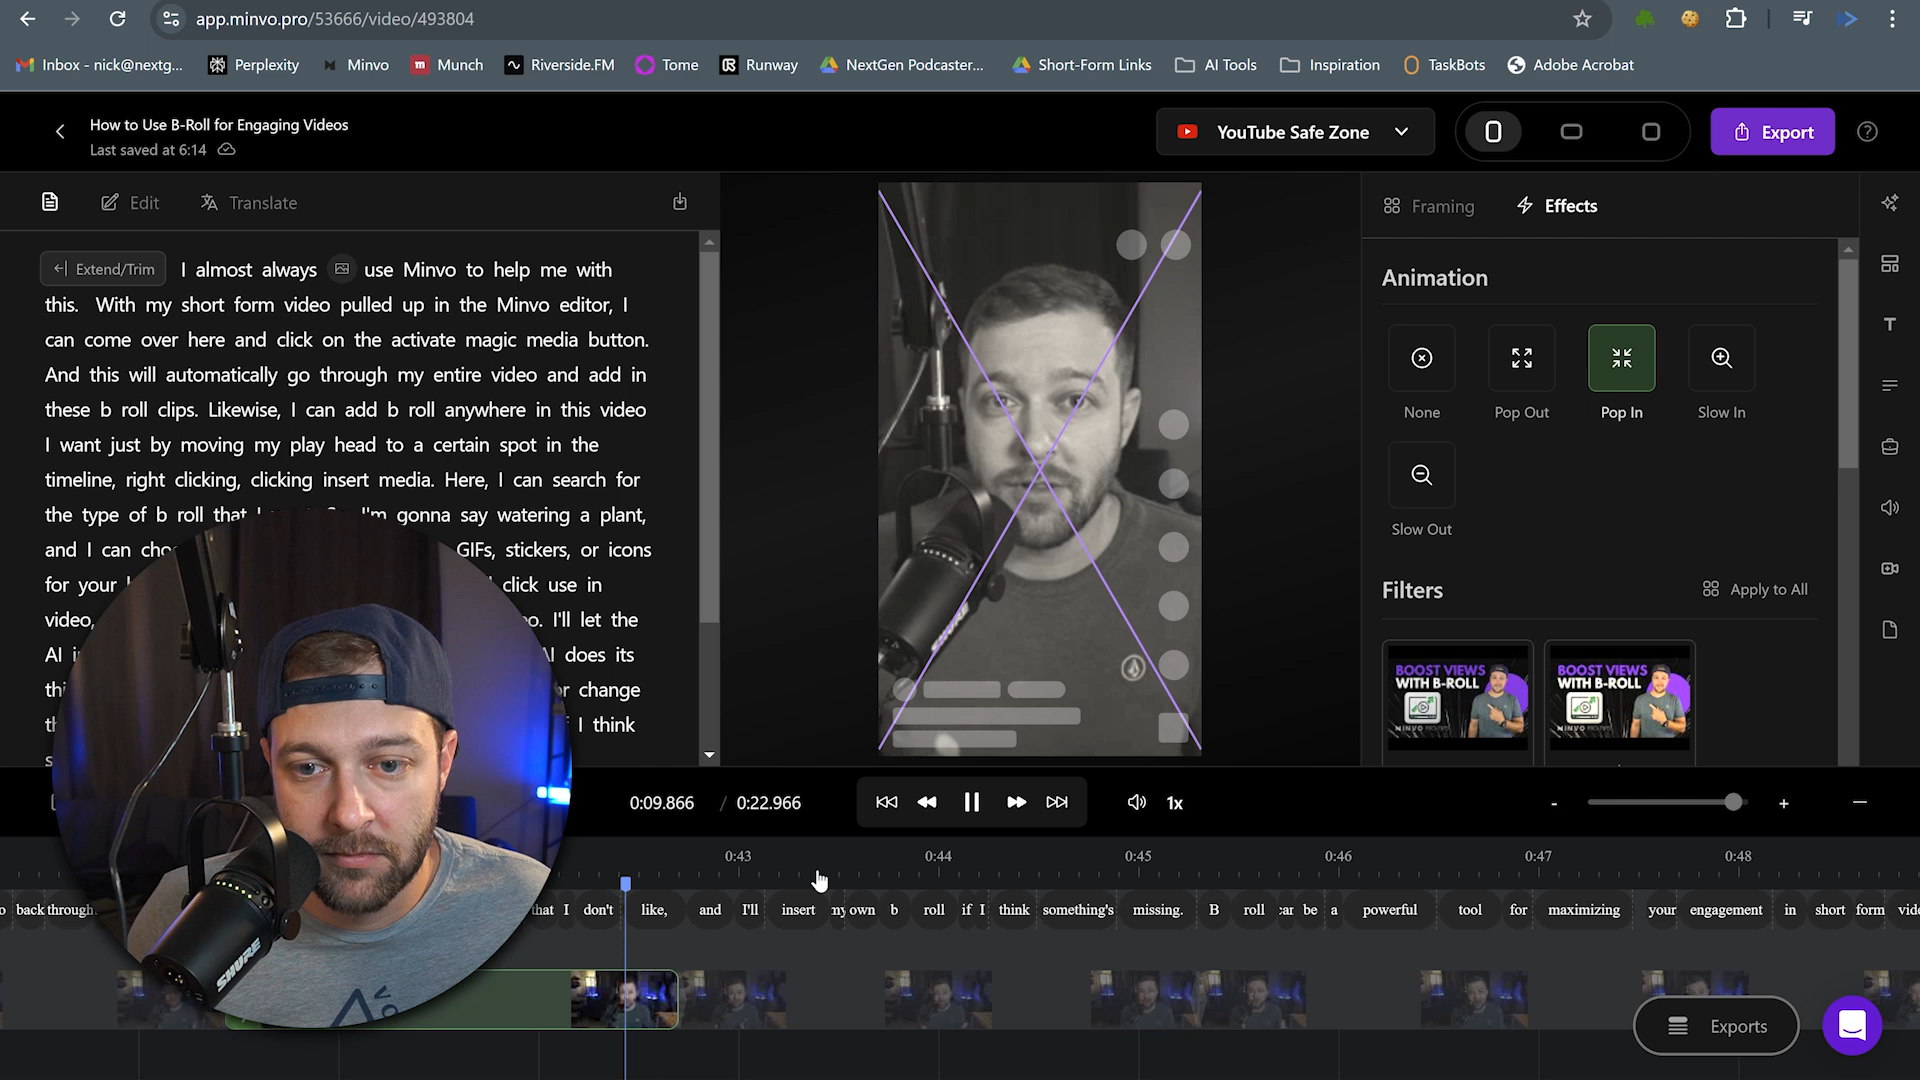 app.minvo.pro/53666/video/493804
Inbox - nick@nextg...
Perplexity
Minvo
Munch
Riverside.FM
Tome
Runway
NextGen Podcaster...
Short-Form Links
AI Tools
Inspiration
TaskBots
Adobe Acrobat
How to Use B-Roll for Engaging Videos
Last saved at 6:14
YouTube Safe Zone
Export
Edit
Translate
Framing
Effects
Extend/Trim
I almost always use Minvo to help me with
this. With my short form video pulled up in the Minvo editor, I
can come over here and click on the activate magic media button.
And this will automatically go through my entire video and add in
these b roll clips. Likewise, I can add b roll anywhere in this video
I want just by moving my play head to a certain spot in the
timeline, right clicking, clicking insert media. Here, I can search for
the type of b roll that I'm gonna say watering a plant,
and I can GIFs, stickers, or icons
for your click use in
video, I'll let the
AI does its
change
I think
Animation
None
Pop Out
Pop In
Slow In
Slow Out
Filters
Apply to All
BOOST VIEWS
WITH B-ROLL
MINVO
BOOST VIEWS
WITH B-ROLL
MINVO
0:09.866 / 0:22.966
1x
- +
0:43 0:44 0:45 0:46 0:47 0:48
back through that I don't like, and I'll insert my own b roll if I think something's missing. B roll can be a powerful tool for maximizing your engagement in short form
SHURE
Exports